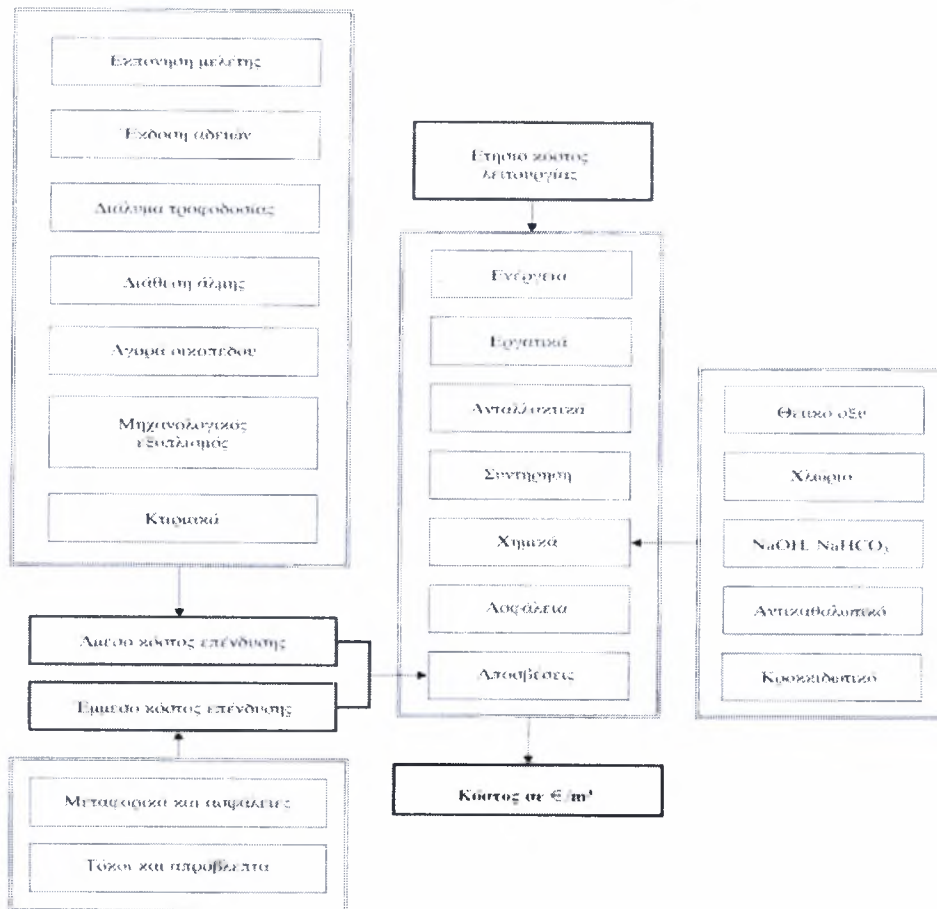 Εκπόνηση μελέτης
Έκδοση αδειών
Διάλυμα τροφοδοσίας
Διάθεση άλμης
Αγορά οικοπέδου
Μηχανολογικός
εξοπλισμός
Κτιριακά
Άμεσο κόστος επένδυσης
Έμμεσο κόστος επένδυσης
Μεταφορικά και ασφάλειες
Τόκοι και απρόβλεπτα
Ετήσιο κόστος
λειτουργίας
Ενέργεια
Εργατικά
Ανταλλακτικά
Συντήρηση
Χημικά
Ασφάλεια
Αποσβέσεις
Κόστος σε €/m³
Θειικό οξύ
Χλώριο
NaOH, NaHCO₃
Αντικαθαλωτικό
Κροκιδωτικό